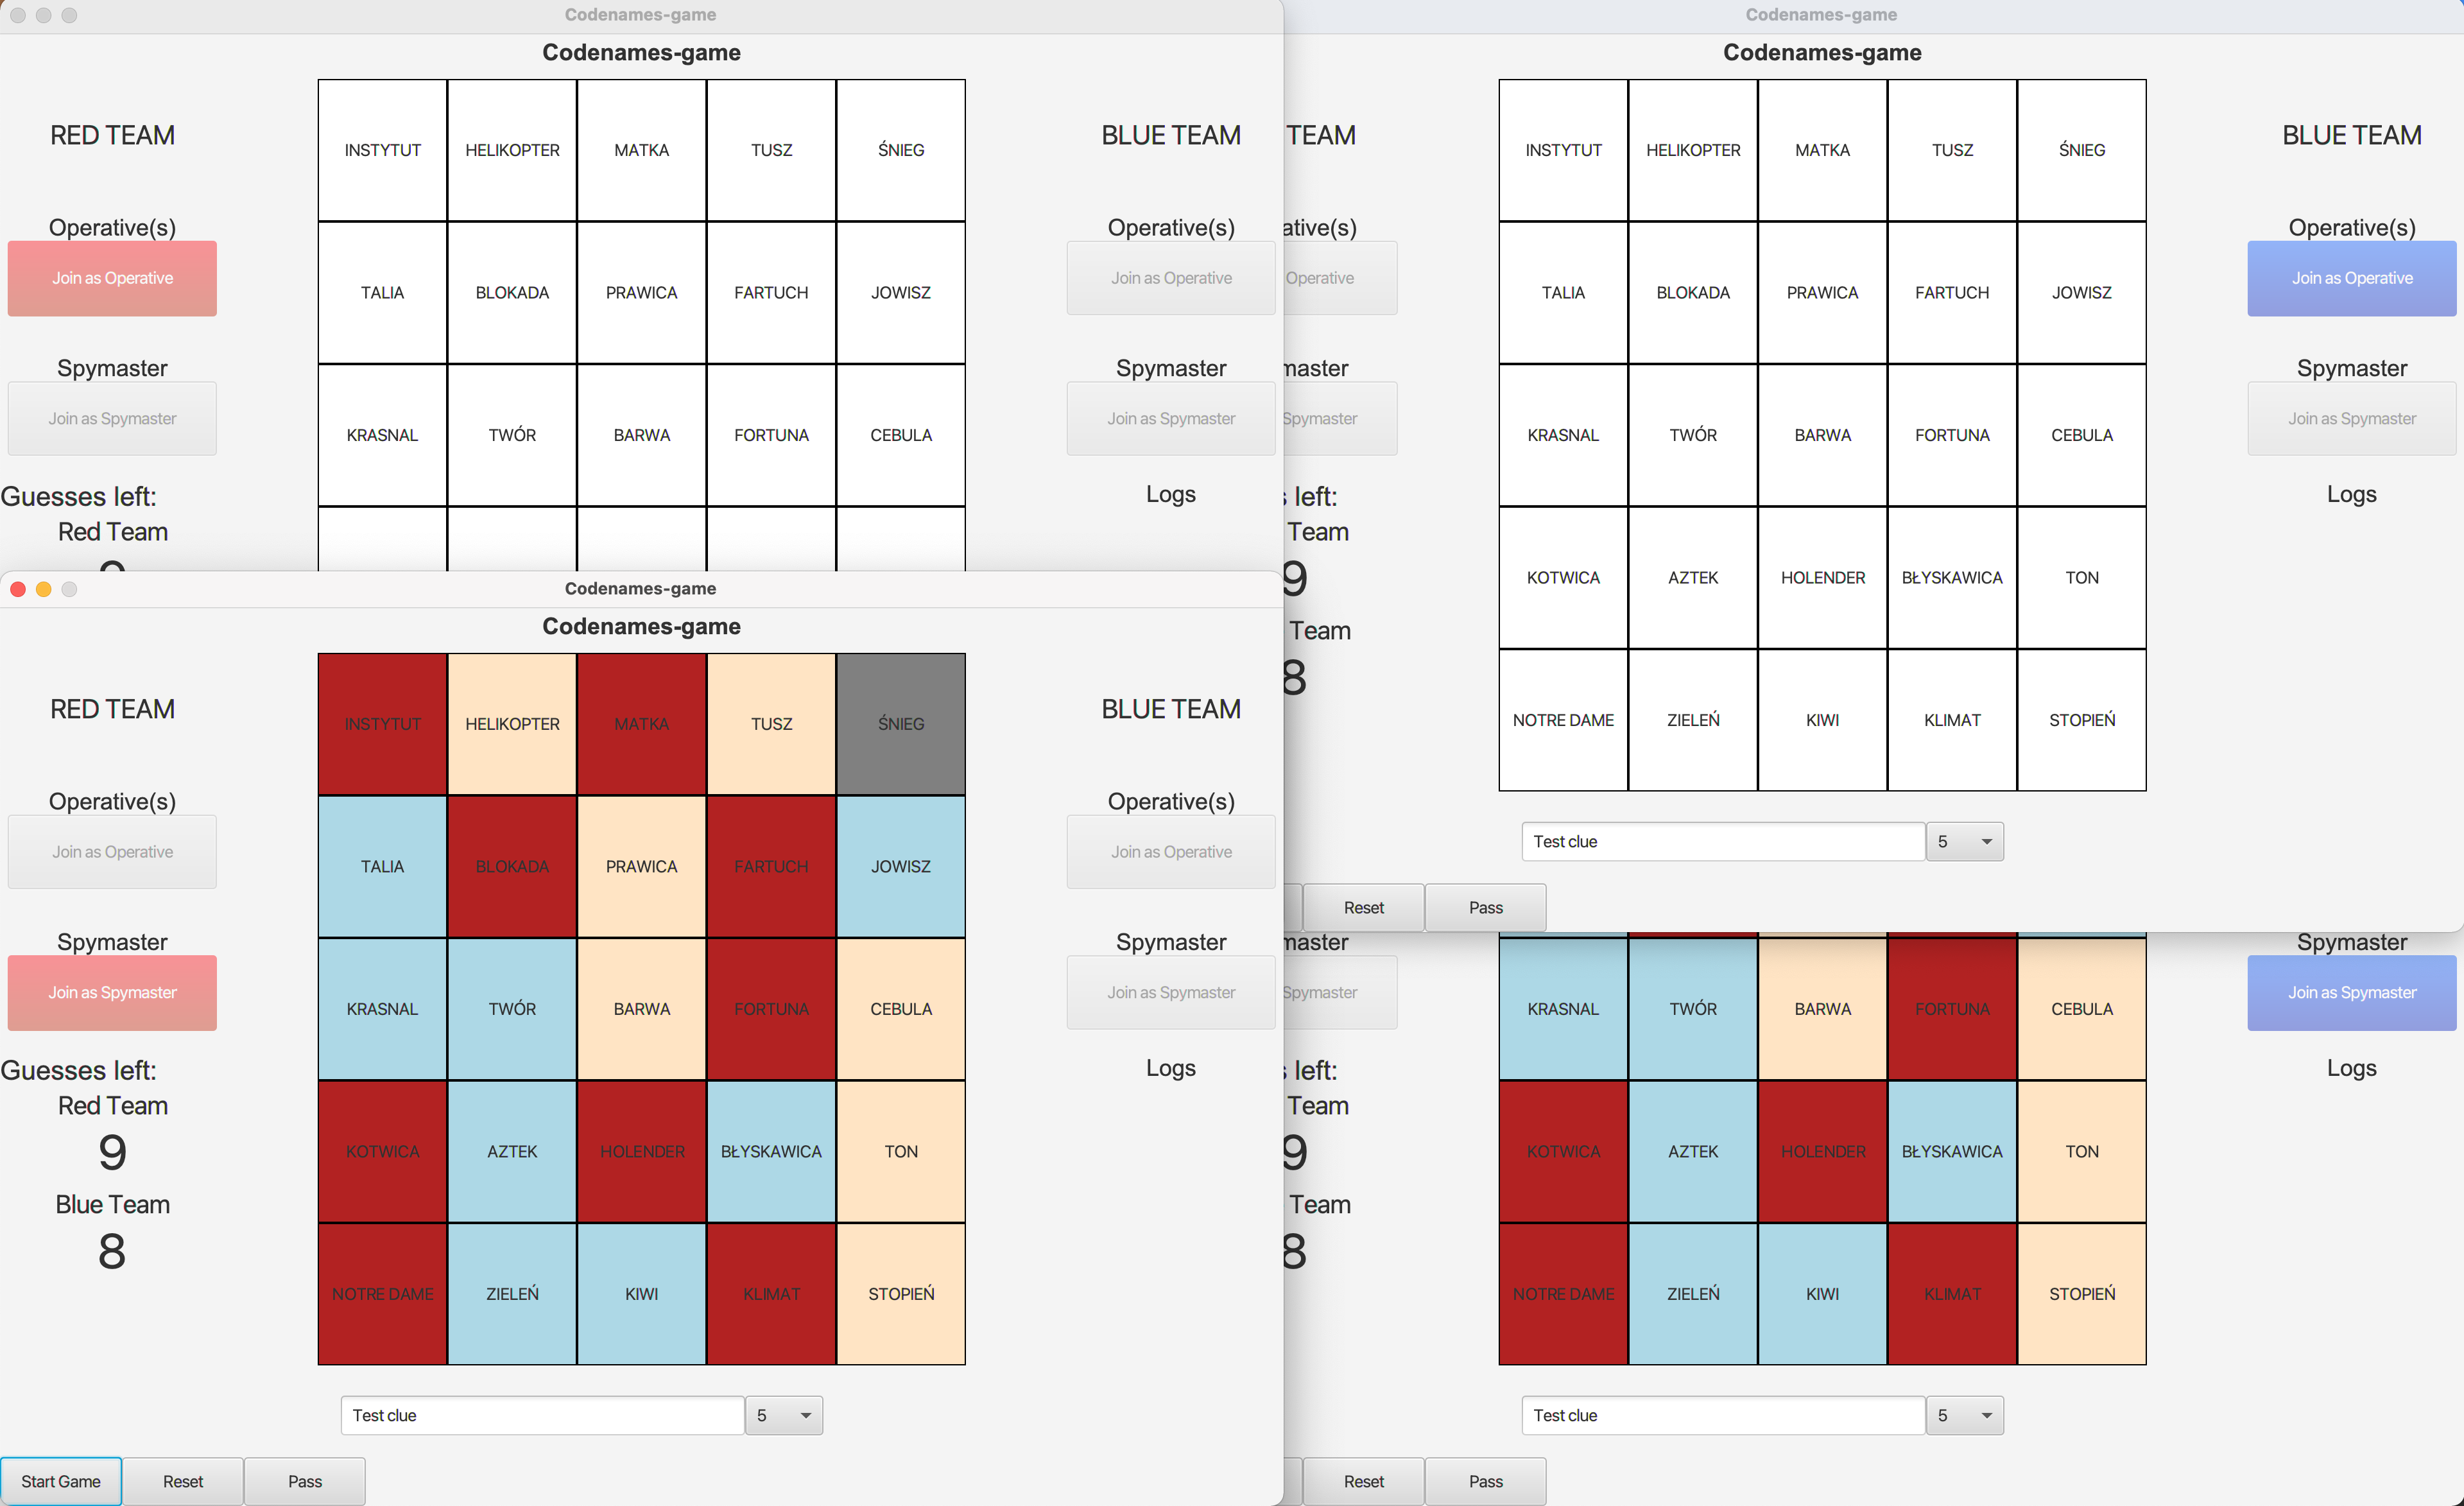 Codenames-game
Codenames-game
RED TEAM
BLUE TEAM
INSTYTUT HELIKOPTER MATKA TUSZ ŚNIEG
Operative(s)
Operative(s)
Join as Operative
Join as Operative
TALIA BLOKADA PRAWICA FARTUCH JOWISZ
Spymaster
Spymaster
Join as Spymaster
Join as Spymaster
KRASNAL TWÓR BARWA FORTUNA CEBULA
Guesses left:
Logs
Red Team
Codenames-game
Codenames-game
TEAM
BLUE TEAM
INSTYTUT HELIKOPTER MATKA TUSZ ŚNIEG
Operative(s)
Operative
Join as Operative
TALIA BLOKADA PRAWICA FARTUCH JOWISZ
Spymaster
Spymaster
Join as Spymaster
KRASNAL TWÓR BARWA FORTUNA CEBULA
left:
Logs
Team
9
KOTWICA AZTEK HOLENDER BŁYSKAWICA TON
Team
8
NOTRE DAME ZIELEŃ KIWI KLIMAT STOPIEŃ
Test clue 5
Reset Pass
Codenames-game
Codenames-game
RED TEAM
BLUE TEAM
INSTYTUT HELIKOPTER MATKA TUSZ ŚNIEG
Operative(s)
Operative(s)
Join as Operative
Join as Operative
TALIA BLOKADA PRAWICA FARTUCH JOWISZ
Spymaster
Spymaster
Join as Spymaster
Join as Spymaster
KRASNAL TWÓR BARWA FORTUNA CEBULA
Guesses left:
Logs
Red Team
9
KOTWICA AZTEK HOLENDER BŁYSKAWICA TON
Blue Team
8
NOTRE DAME ZIELEŃ KIWI KLIMAT STOPIEŃ
Test clue 5
Start Game Reset Pass
Spymaster
Spymaster
Join as Spymaster
KRASNAL TWÓR BARWA FORTUNA CEBULA
left:
Logs
Team
9
KOTWICA AZTEK HOLENDER BŁYSKAWICA TON
Team
8
NOTRE DAME ZIELEŃ KIWI KLIMAT STOPIEŃ
Test clue 5
Reset Pass